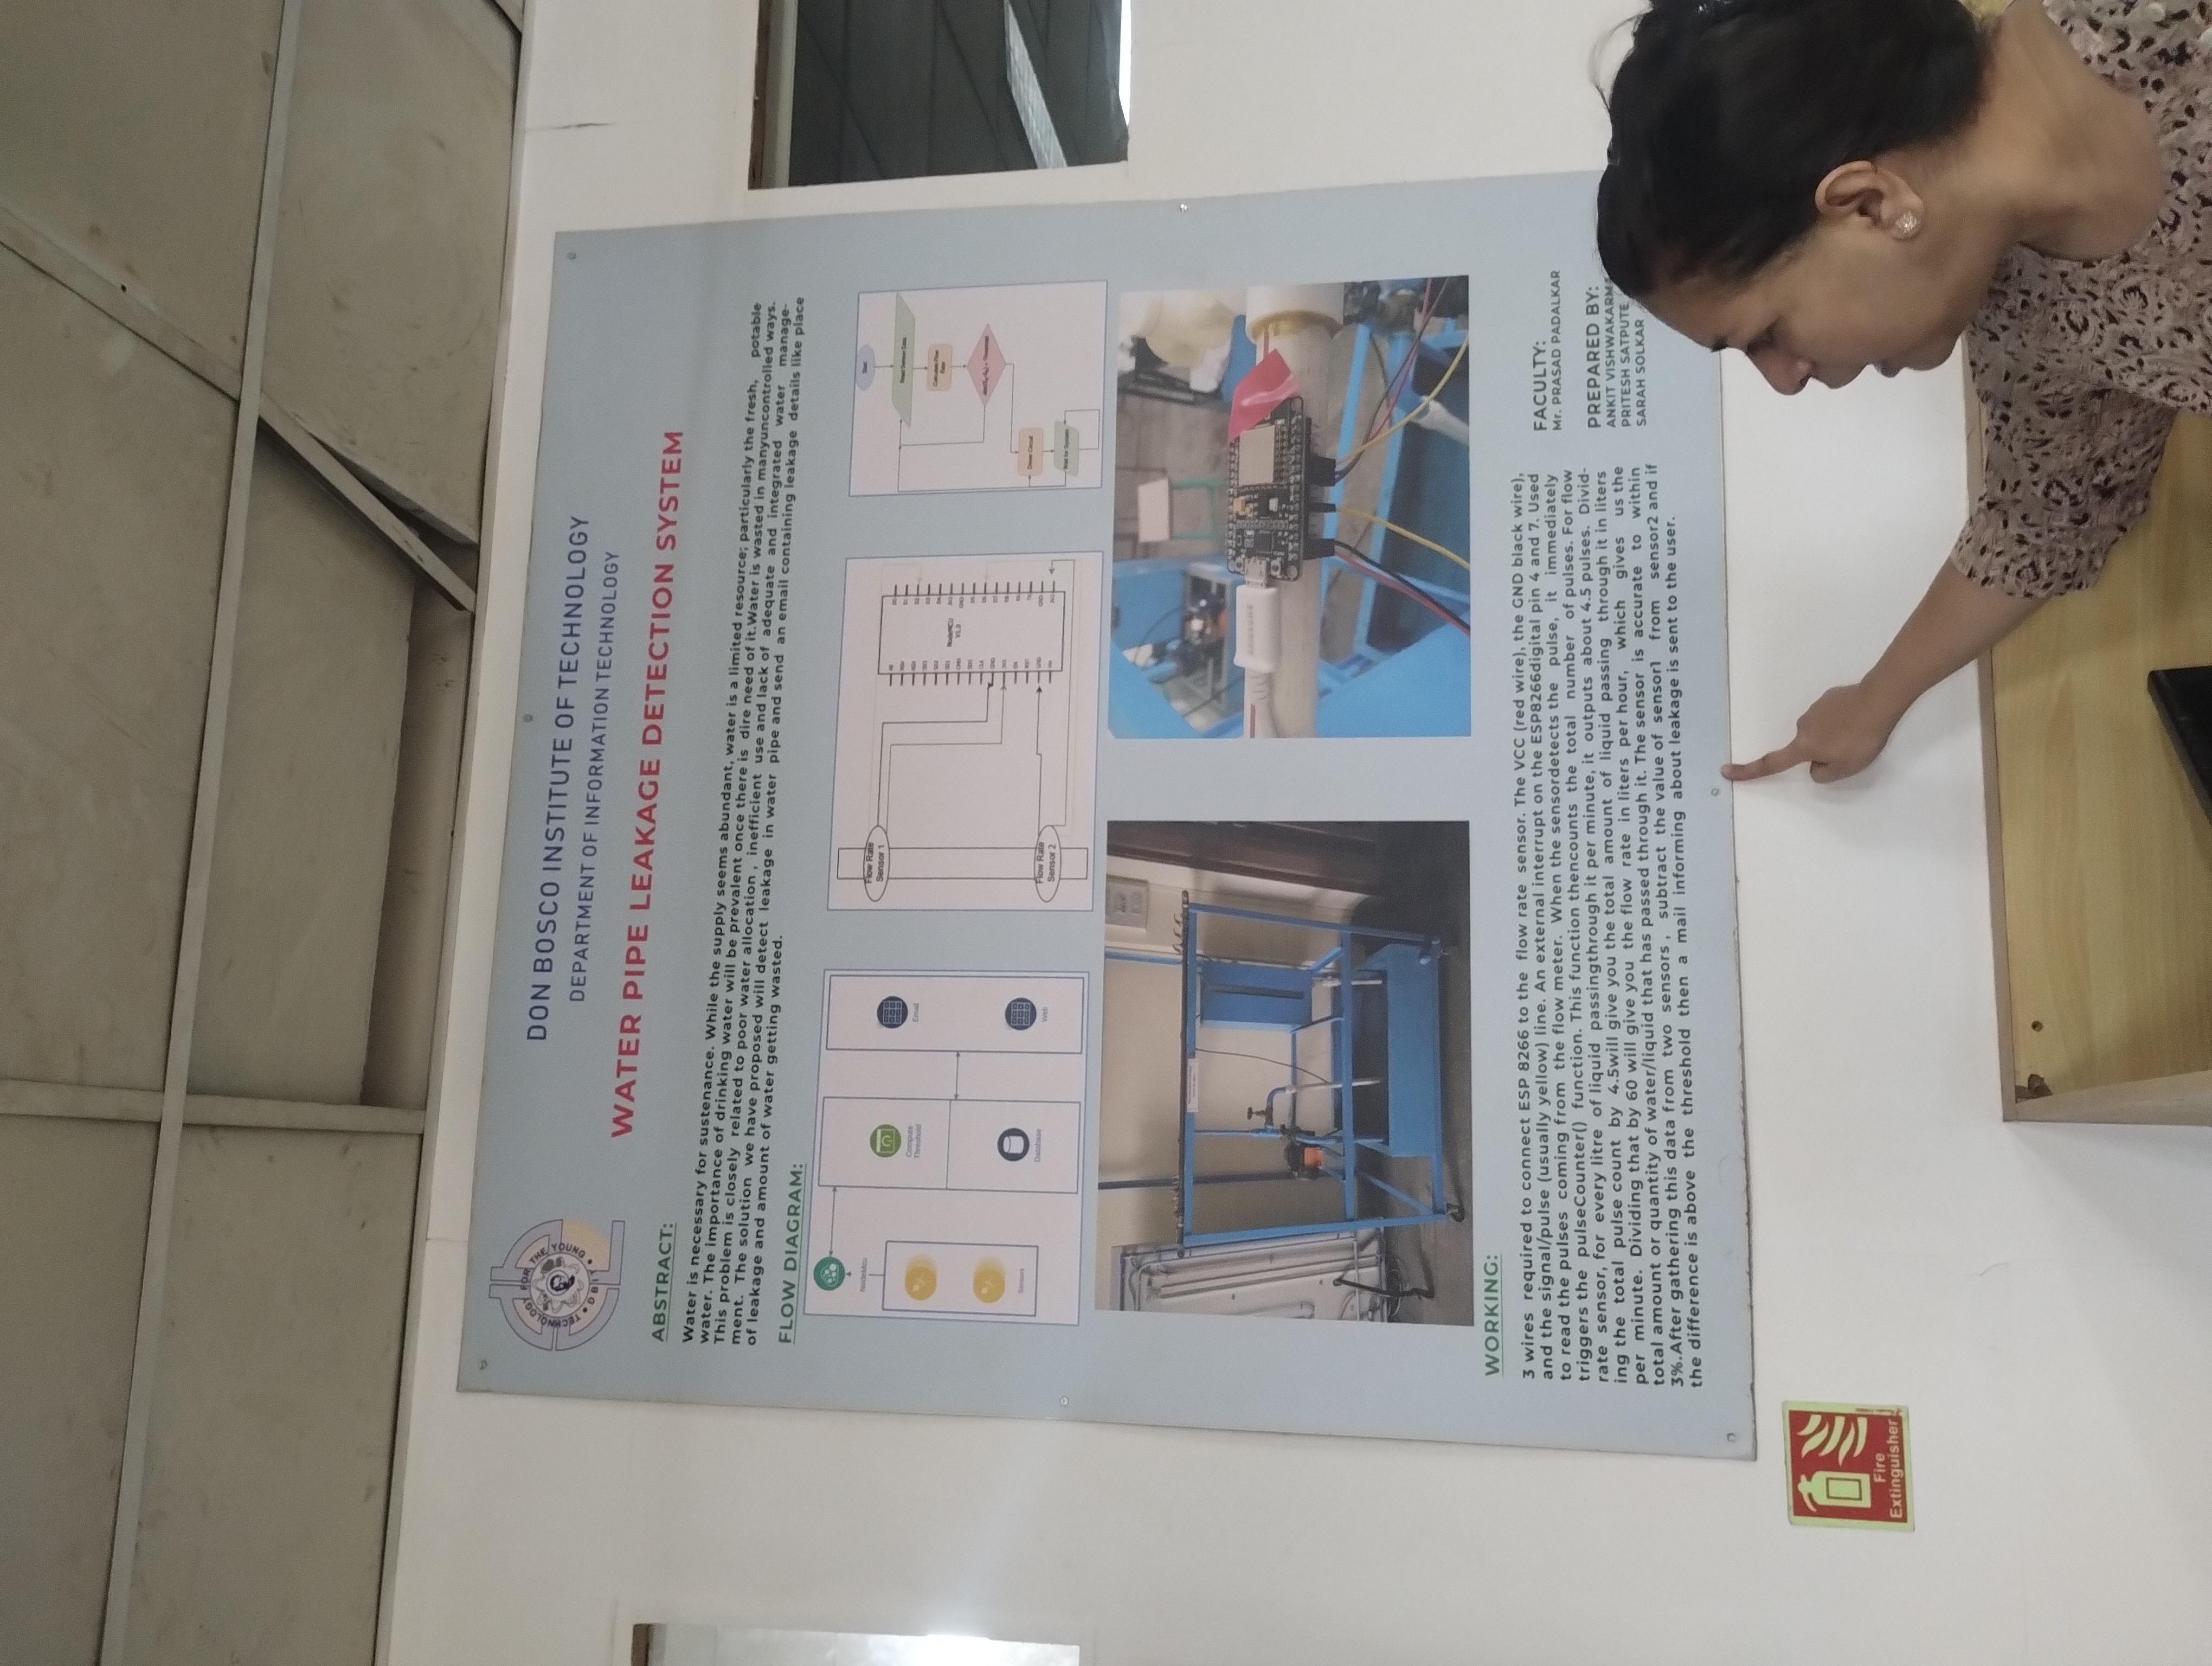 TECHNOLOGY FOR THE YOUNG
DBIT
DON BOSCO INSTITUTE OF TECHNOLOGY
DEPARTMENT OF INFORMATION TECHNOLOGY
WATER PIPE LEAKAGE DETECTION SYSTEM
ABSTRACT:
Water is necessary for sustenance. While the supply seems abundant, water is a limited resource; particularly the fresh, potable
water. The importance of drinking water will be prevalent once there is dire need of it.Water is wasted in manyuncontrolled ways.
This problem is closely related to poor water allocation , inefficient use and lack of adequate and integrated water manage-
ment. The solution we have proposed will detect leakage in water pipe and send an email containing leakage details like place
of leakage and amount of water getting wasted.
FLOW DIAGRAM:
NodeMcu
Sensors
Compute
Threshold
Database
Email
Web
Flow Rate
Sensor 1
NodeMCU
V1.3
Flow Rate
Sensor 2
Start
Read Sensor Data
Calculate Flow
Rate
Driver Circuit
SAMSUNG
WORKING:
3 wires required to connect ESP 8266 to the flow rate sensor. The VCC (red wire), the GND black wire),
and the signal/pulse (usually yellow) line. An external interrupt on the ESP8266digital pin 4 and 7. Used
to read the pulses coming from the flow meter. When the sensordetects the pulse, it immediately
triggers the pulseCounter() function. This function thencounts the total number of pulses. For flow
rate sensor, for every litre of liquid passingthrough it per minute, it outputs about 4.5 pulses. Divid-
ing the total pulse count by 4.5will give you the total amount of liquid passing through it in liters
per minute. Dividing that by 60 will give you the flow rate in liters per hour, which gives us the
total amount or quantity of water/liquid that has passed through it. The sensor is accurate to within
3%.After gathering this data from two sensors , subtract the value of sensor1 from sensor2 and if
the difference is above the threshold then a mail informing about leakage is sent to the user.
FACULTY:
Mr. PRASAD PADALKAR
PREPARED BY:
ANKIT VISHWAKARMA
PRITESH SATPUTE
SARAH SOLKAR
Fire
Extinguisher